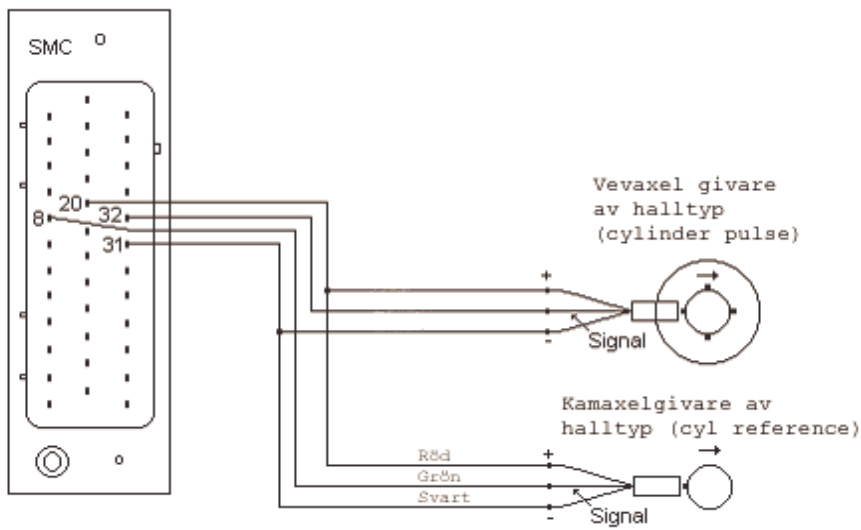 SMC
20
8
32
31
Vevaxel givare
av halltyp
(cylinder pulse)
+
-
Signal
Kamaxelgivare av
halltyp (cyl reference)
Röd
+
Grön
Svart
-
Signal